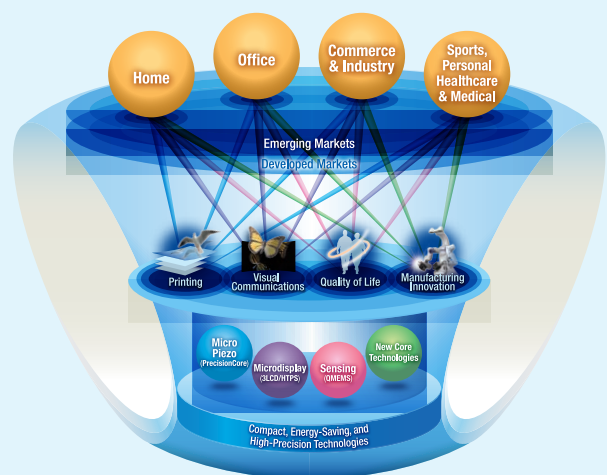 Home
Office
Commerce
& Industry
Sports,
Personal
Healthcare
& Medical
Emerging Markets
Developed Markets
Printing
Visual
Communications
Quality of Life
Manufacturing
Innovation
Micro
Piezo
(PrecisionCore)
Microdisplay
(3LCD/HTPS)
Sensing
(QMEMS)
New Core
Technologies
Compact, Energy-Saving, and
High-Precision Technologies